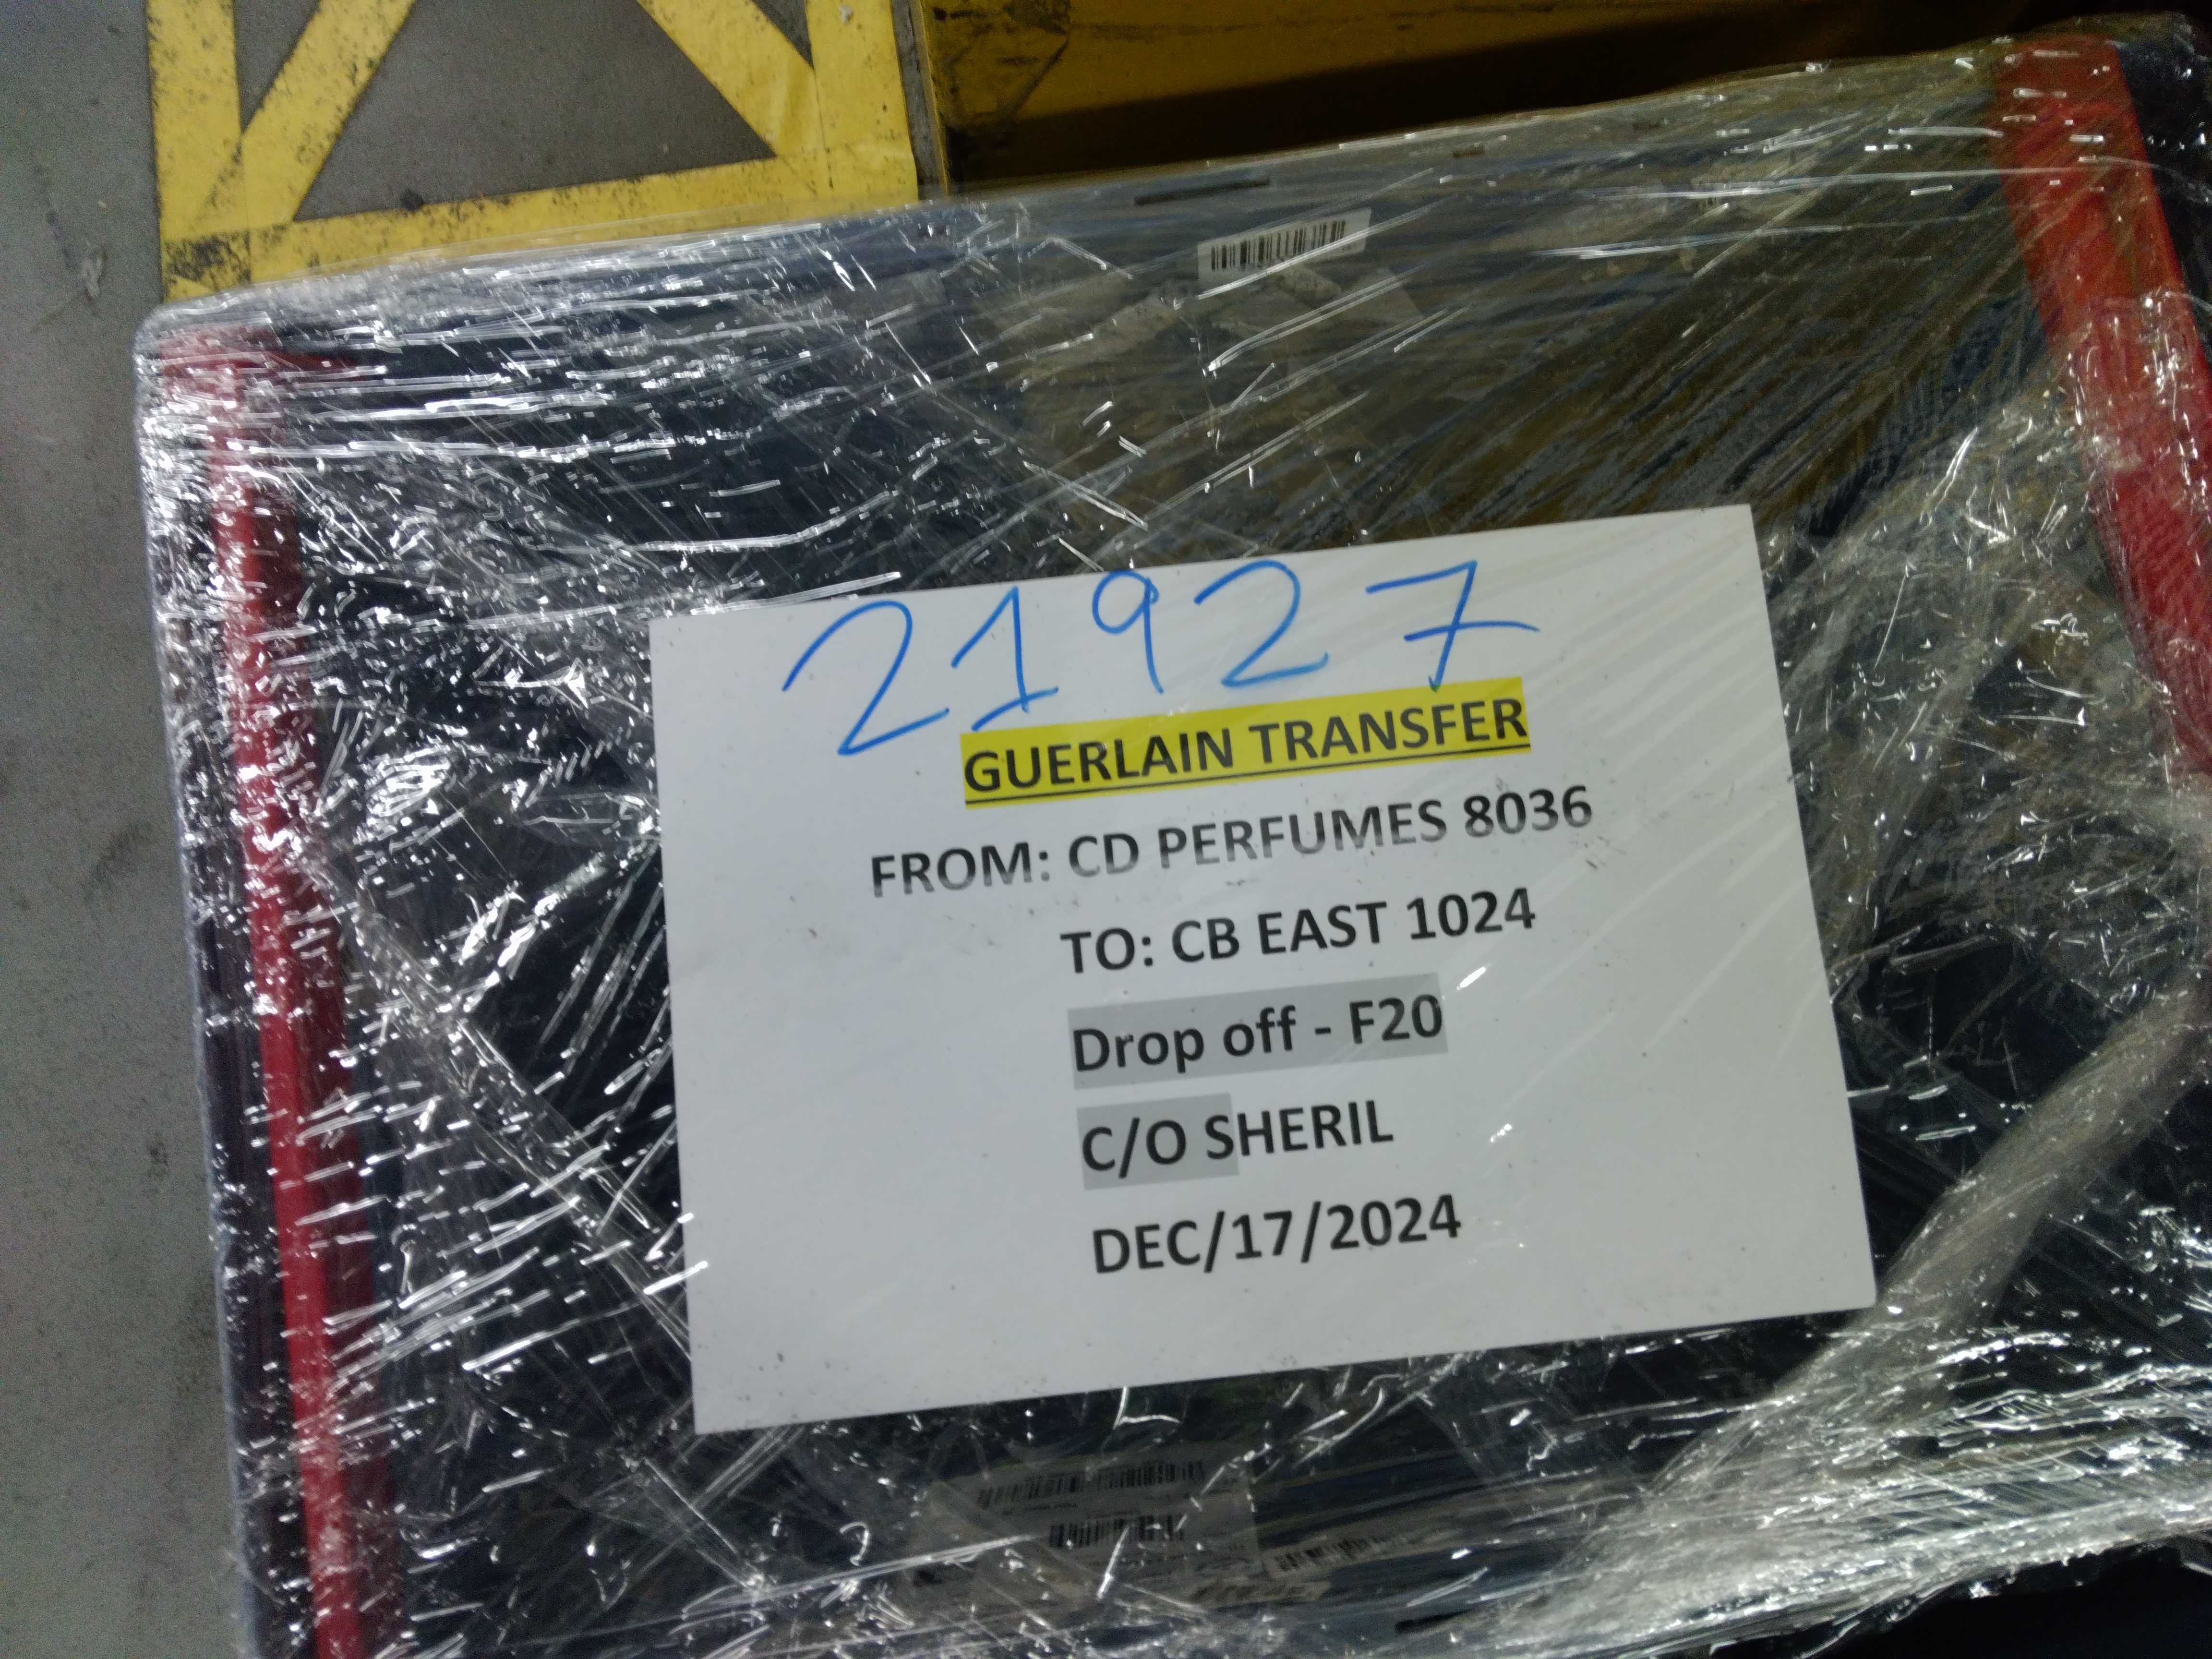 21927
GUERLAIN TRANSFER
FROM: CD PERFUMES 8036
TO: CB EAST 1024
Drop off - F20
C/O SHERIL
DEC/17/2024